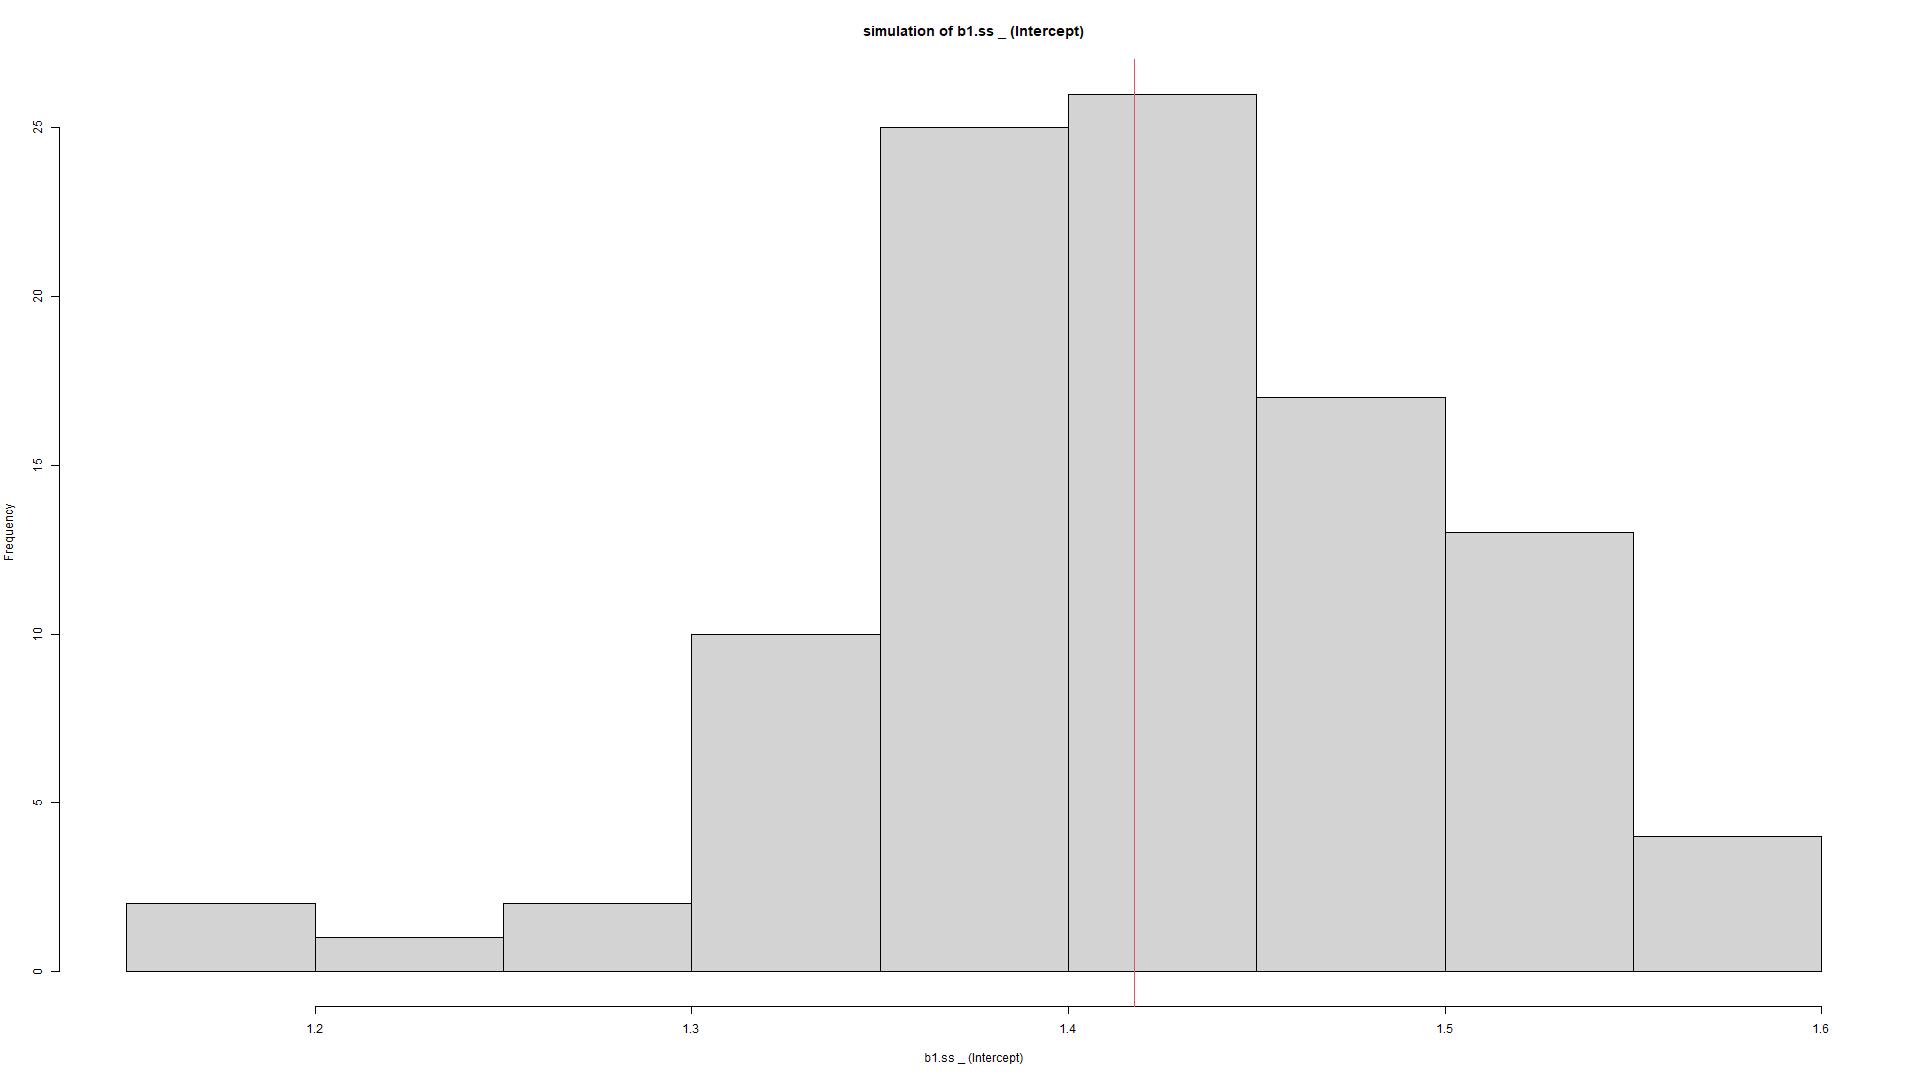 simulation of b1.ss _ (Intercept)
Frequency
25
20
15
10
5
0
1.2 1.3 1.4 1.5 1.6
b1.ss _ (Intercept)